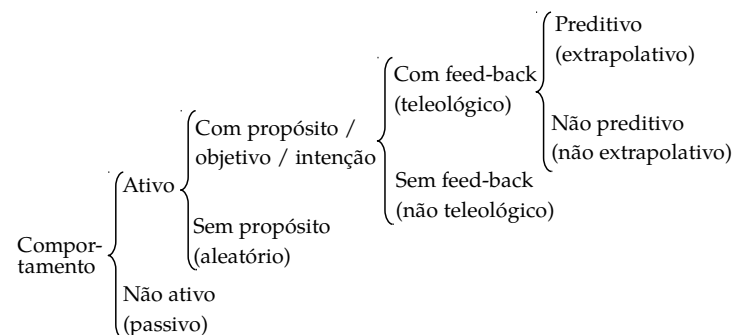 Preditivo
(extrapolativo)
Com feed-back
(teleológico)
Com propósito /
objetivo / intenção
Não preditivo
(não extrapolativo)
Ativo
Sem feed-back
(não teleológico)
Sem propósito
(aleatório)
Compor-
tamento
Não ativo
(passivo)